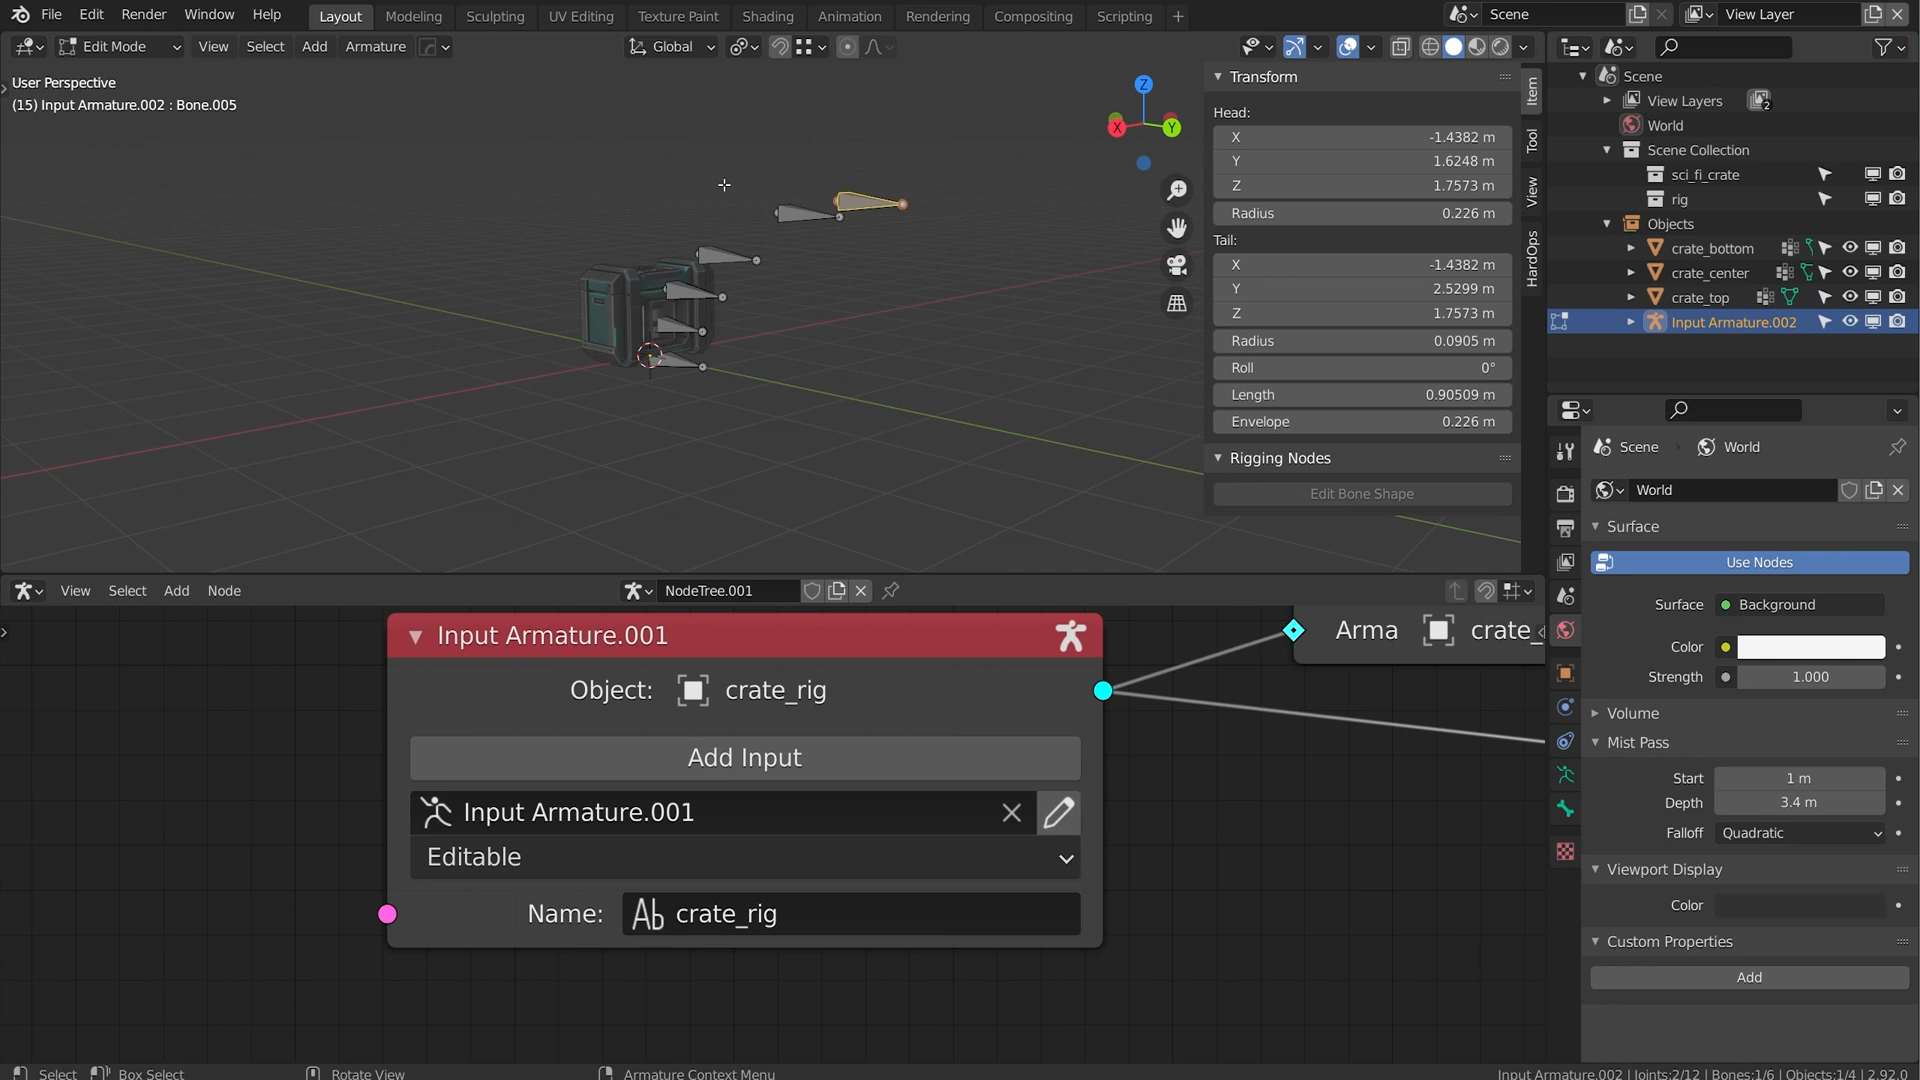 File Edit Render Window Help Layout Modeling Sculpting UV Editing Texture Paint Shading Animation Rendering Compositing Scripting + Scene View Layer
Edit Mode View Select Add Armature Global
User Perspective
(15) Input Armature.002 : Bone.005
Z
X
Y
Transform
Head:
X -1.4382 m
Y 1.6248 m
Z 1.7573 m
Radius 0.226 m
Tail:
X -1.4382 m
Y 2.5299 m
Z 1.7573 m
Radius 0.0905 m
Roll 0°
Length 0.90509 m
Envelope 0.226 m
Rigging Nodes
Edit Bone Shape
Item
Tool
View
HardOps
Scene
View Layers 2
World
Scene Collection
sci_fi_crate
rig
Objects
crate_bottom
crate_center
crate_top
Input Armature.002
Scene World
World
Surface
Use Nodes
Surface Background
Color
Strength 1.000
Volume
Mist Pass
Start 1 m
Depth 3.4 m
Falloff Quadratic
Viewport Display
Color
Custom Properties
Add
View Select Add Node NodeTree.001
Input Armature.001
Object: crate_rig
Add Input
Input Armature.001
Editable
Name: Ab crate_rig
Arma crate_
Select Box Select Rotate View Armature Context Menu Input Armature.002 | Joints:2/12 | Bones:1/6 | Objects:1/4 | 2.92.0